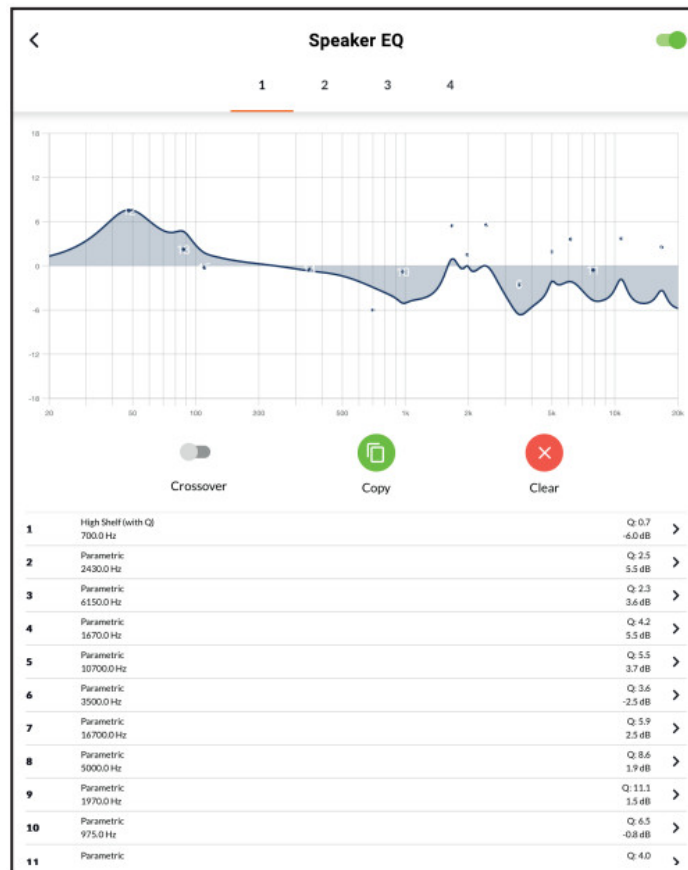 Speaker EQ
1 2 3 4
18
12
6
0
-6
-12
-18
20 50 100 200 500 1k 2k 5k 10k 20k
Crossover Copy Clear
1 High Shelf (with Q) Q: 0.7
700.0 Hz -6.0 dB
2 Parametric Q: 2.5
2430.0 Hz 5.5 dB
3 Parametric Q: 2.3
6150.0 Hz 3.6 dB
4 Parametric Q: 4.2
1670.0 Hz 5.5 dB
5 Parametric Q: 5.5
10700.0 Hz 3.7 dB
6 Parametric Q: 3.6
3500.0 Hz -2.5 dB
7 Parametric Q: 5.9
16700.0 Hz 2.5 dB
8 Parametric Q: 8.6
5000.0 Hz 1.9 dB
9 Parametric Q: 11.1
1970.0 Hz 1.5 dB
10 Parametric Q: 6.5
975.0 Hz -0.8 dB
11 Parametric Q: 4.0